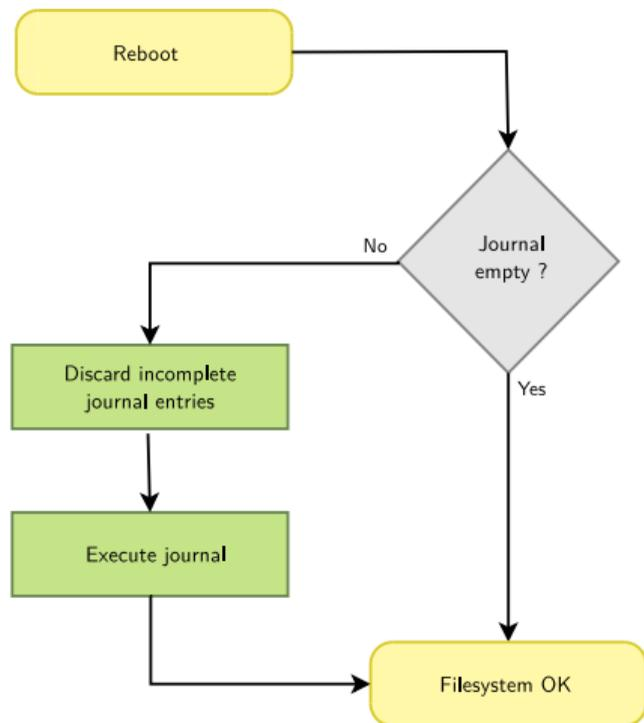 Reboot
No
Journal
empty ?
Discard incomplete
journal entries
Yes
Execute journal
Filesystem OK